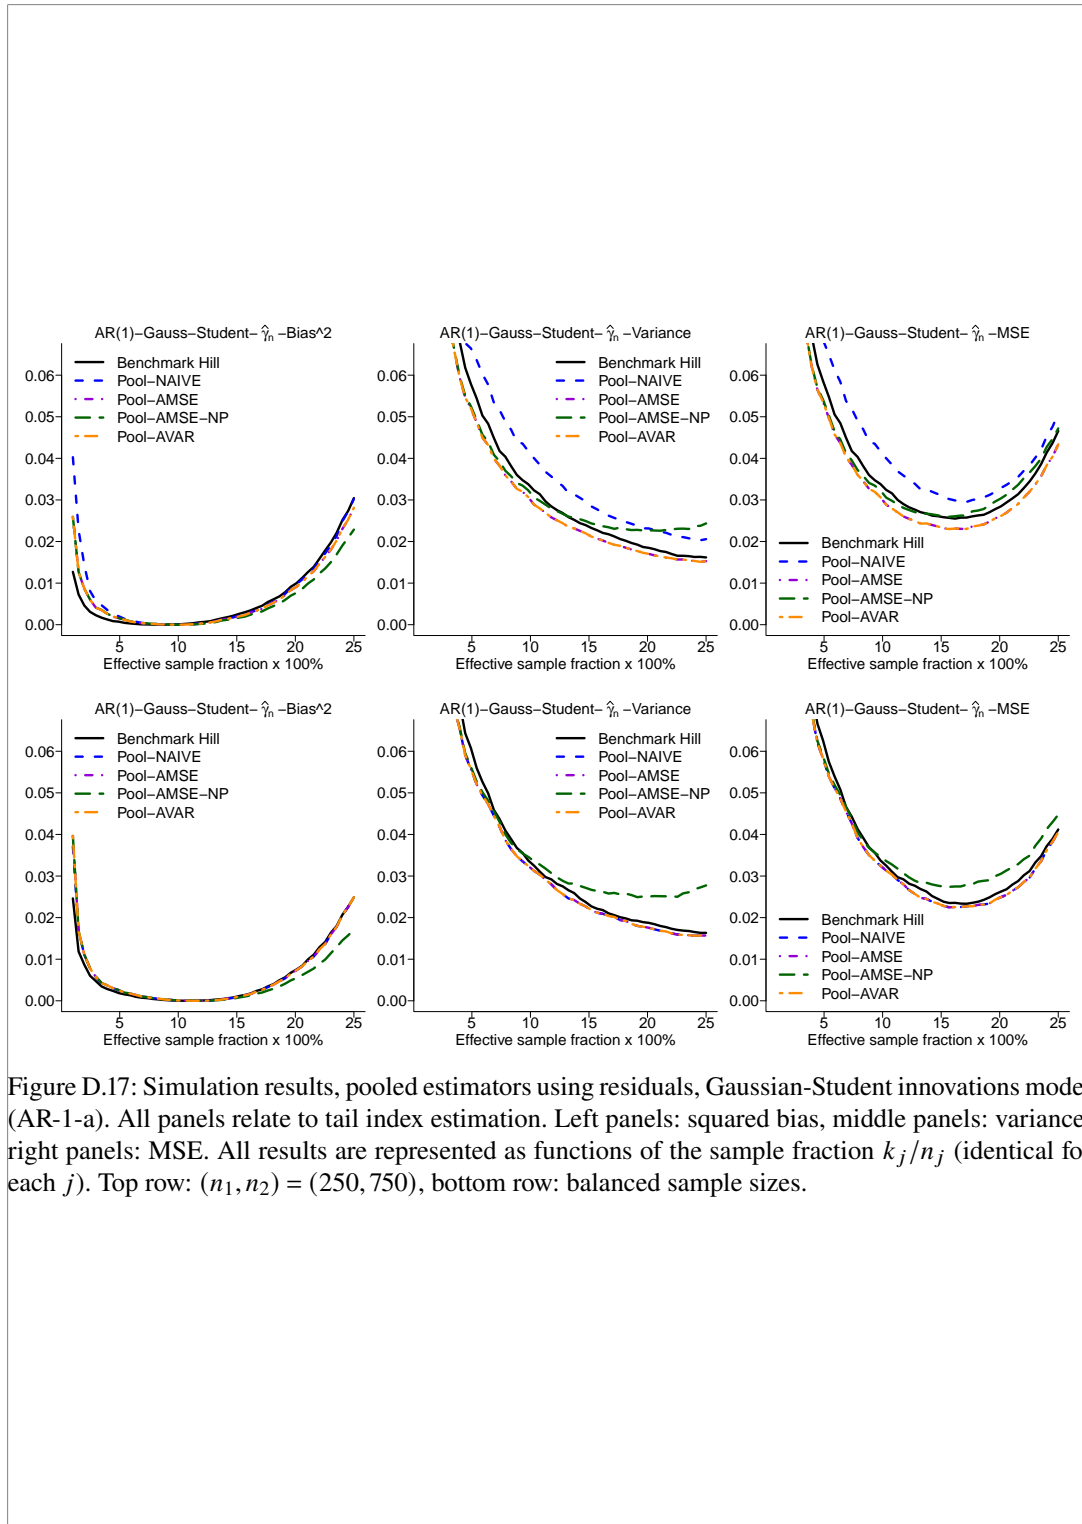 AR(1)−Gauss−Student− γ̂n −Bias^2
Benchmark Hill
Pool−NAIVE
Pool−AMSE
Pool−AMSE−NP
Pool−AVAR
0.06
0.05
0.04
0.03
0.02
0.01
0.00
5 10 15 20 25
Effective sample fraction x 100%
AR(1)−Gauss−Student− γ̂n −Variance
Benchmark Hill
Pool−NAIVE
Pool−AMSE
Pool−AMSE−NP
Pool−AVAR
0.06
0.05
0.04
0.03
0.02
0.01
0.00
5 10 15 20 25
Effective sample fraction x 100%
AR(1)−Gauss−Student− γ̂n −MSE
0.06
0.05
0.04
0.03
0.02
0.01
0.00
Benchmark Hill
Pool−NAIVE
Pool−AMSE
Pool−AMSE−NP
Pool−AVAR
5 10 15 20 25
Effective sample fraction x 100%
AR(1)−Gauss−Student− γ̂n −Bias^2
Benchmark Hill
Pool−NAIVE
Pool−AMSE
Pool−AMSE−NP
Pool−AVAR
0.06
0.05
0.04
0.03
0.02
0.01
0.00
5 10 15 20 25
Effective sample fraction x 100%
AR(1)−Gauss−Student− γ̂n −Variance
Benchmark Hill
Pool−NAIVE
Pool−AMSE
Pool−AMSE−NP
Pool−AVAR
0.06
0.05
0.04
0.03
0.02
0.01
0.00
5 10 15 20 25
Effective sample fraction x 100%
AR(1)−Gauss−Student− γ̂n −MSE
0.06
0.05
0.04
0.03
0.02
0.01
0.00
Benchmark Hill
Pool−NAIVE
Pool−AMSE
Pool−AMSE−NP
Pool−AVAR
5 10 15 20 25
Effective sample fraction x 100%
Figure D.17: Simulation results, pooled estimators using residuals, Gaussian-Student innovations mode
(AR-1-a). All panels relate to tail index estimation. Left panels: squared bias, middle panels: variance
right panels: MSE. All results are represented as functions of the sample fraction kj/nj (identical fo
each j). Top row: (n1, n2) = (250, 750), bottom row: balanced sample sizes.